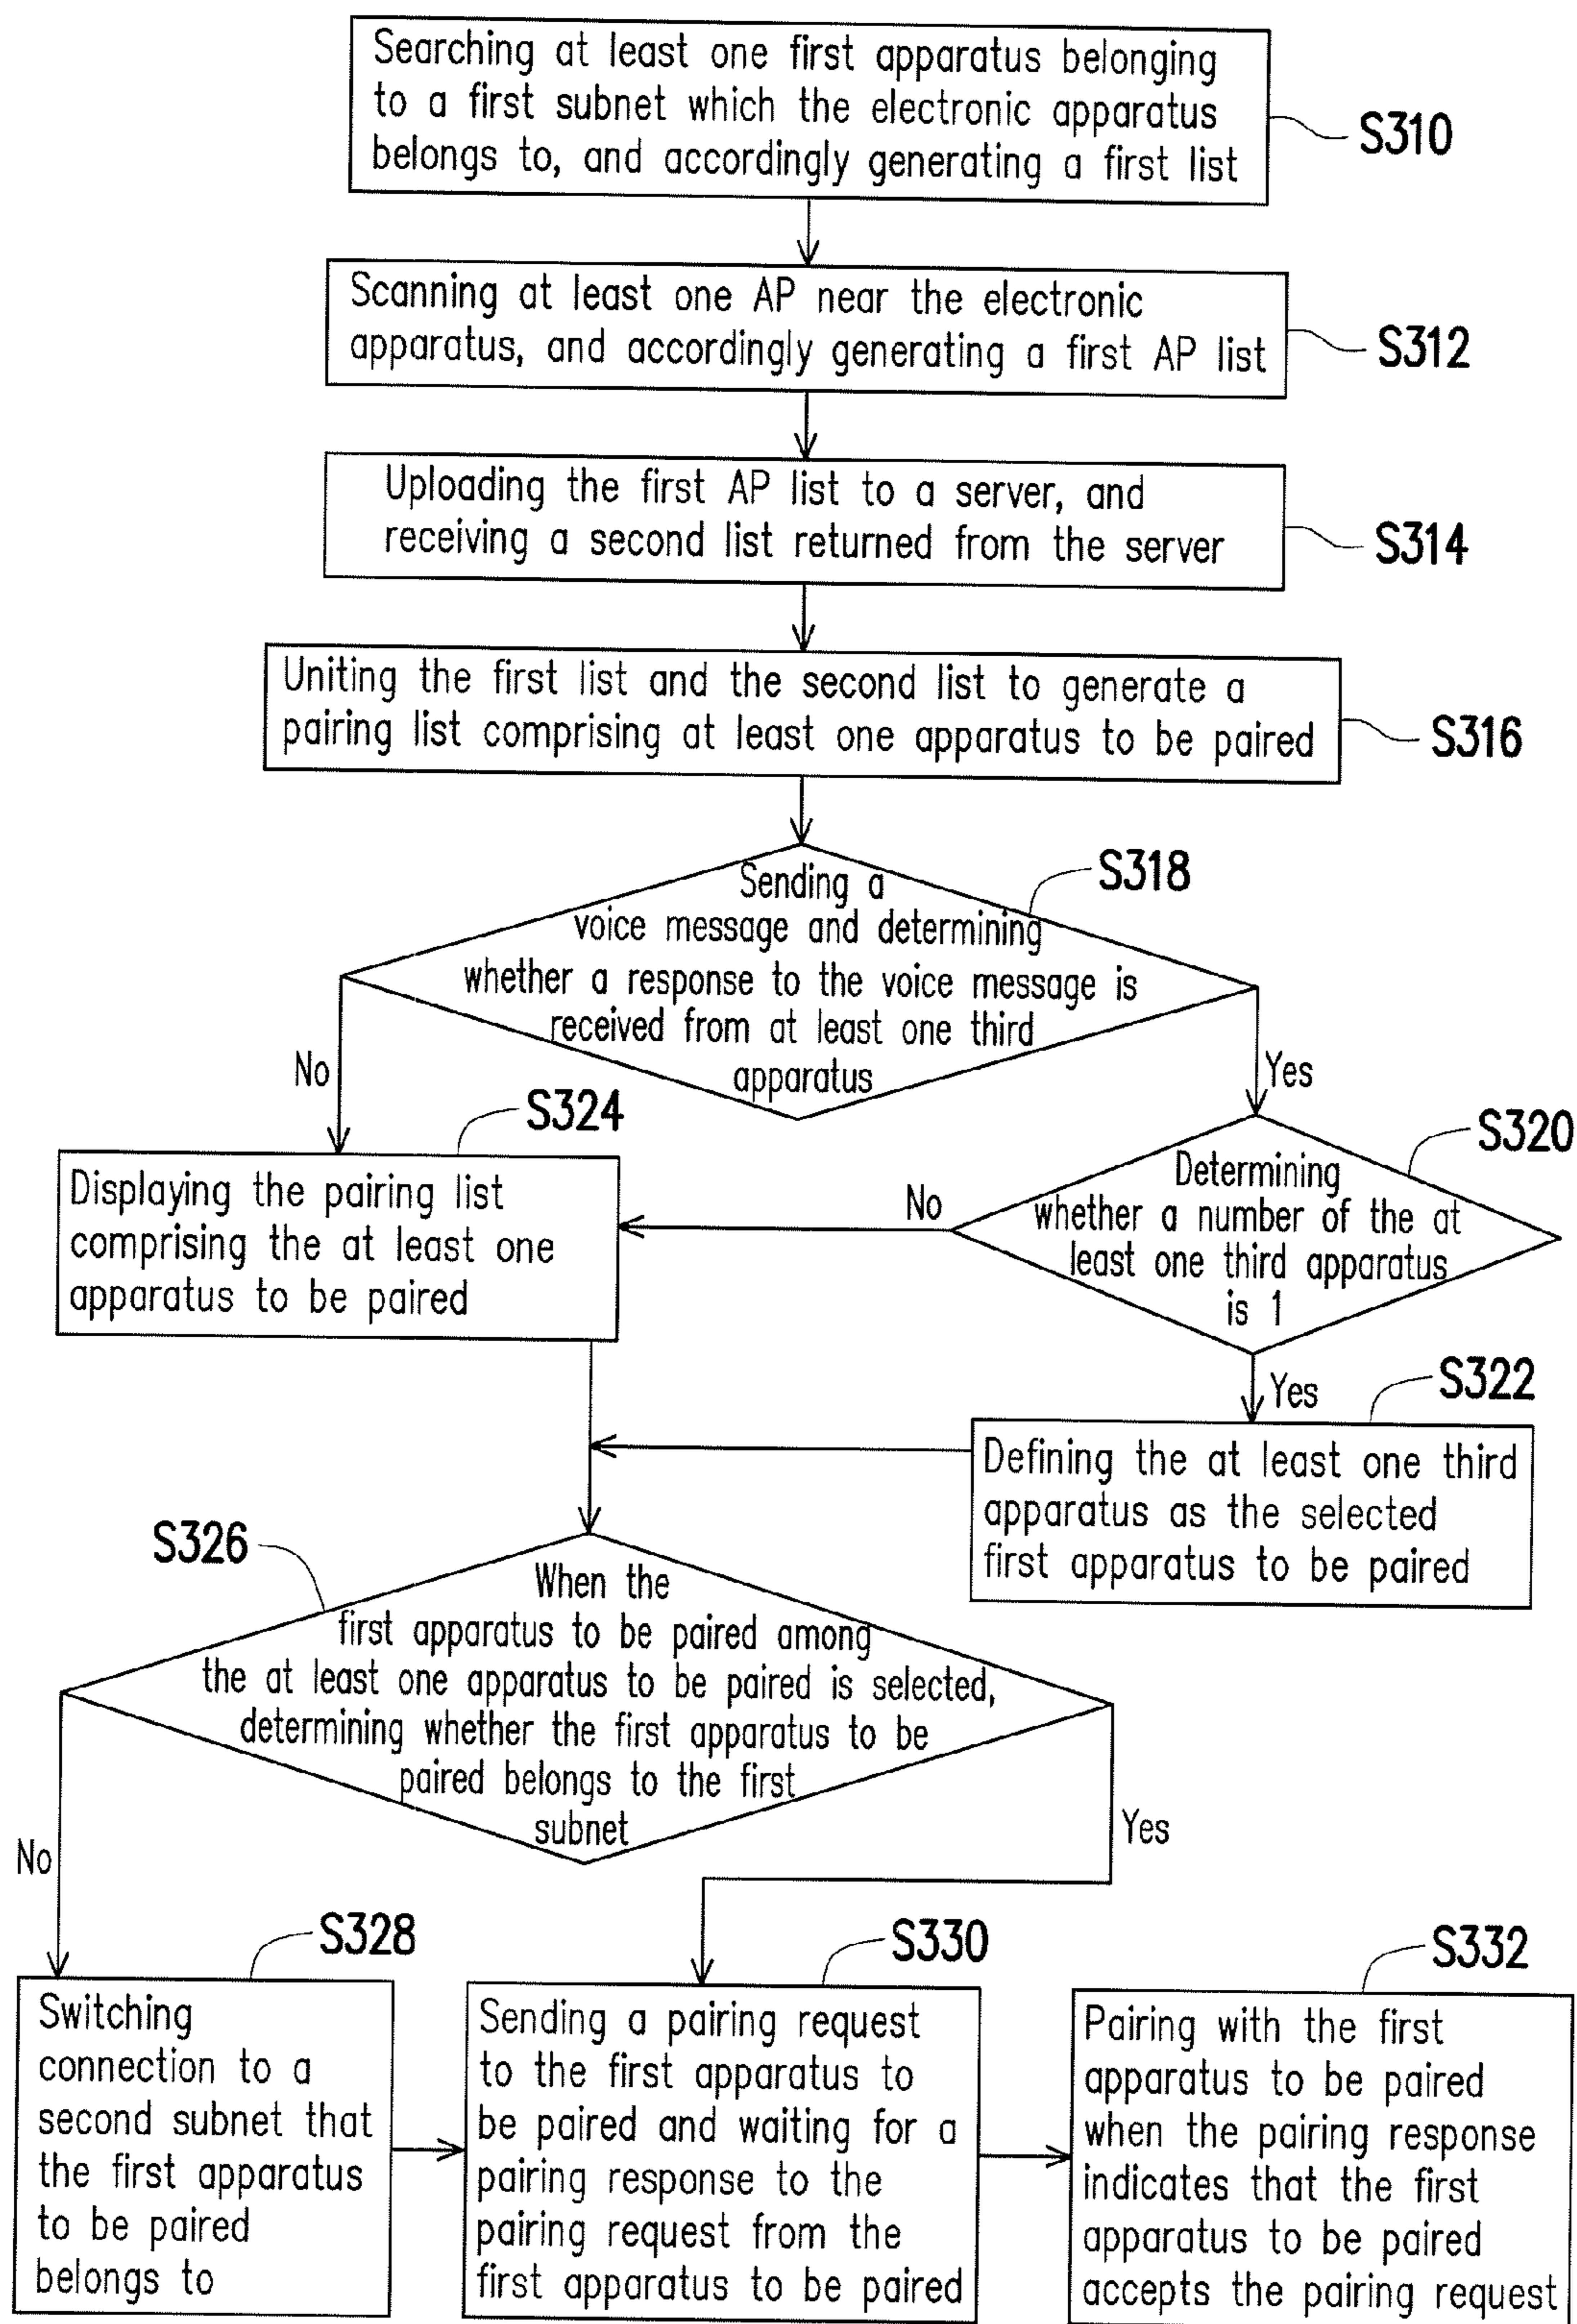 Searching at least one first apparatus belonging
to a first subnet which the electronic apparatus
belongs to, and accordingly generating a first list
S310
Scanning at least one AP near the electronic
apparatus, and accordingly generating a first AP list
S312
Uploading the first AP list to a server, and
receiving a second list returned from the server
S314
Uniting the first list and the second list to generate a
pairing list comprising at least one apparatus to be paired
S316
Sending a
voice message and determining
whether a response to the voice message is
received from at least one third
apparatus
S318
No
Yes
S324
Displaying the pairing list
comprising the at least one
apparatus to be paired
No
S320
Determining
whether a number of the at
least one third apparatus
is 1
Yes
S322
Defining the at least one third
apparatus as the selected
first apparatus to be paired
S326
When the
first apparatus to be paired among
the at least one apparatus to be paired is selected,
determining whether the first apparatus to be
paired belongs to the first
subnet
No
Yes
S328
Switching
connection to a
second subnet that
the first apparatus
to be paired
belongs to
S330
Sending a pairing request
to the first apparatus to
be paired and waiting for a
pairing response to the
pairing request from the
first apparatus to be paired
S332
Pairing with the first
apparatus to be paired
when the pairing response
indicates that the first
apparatus to be paired
accepts the pairing request